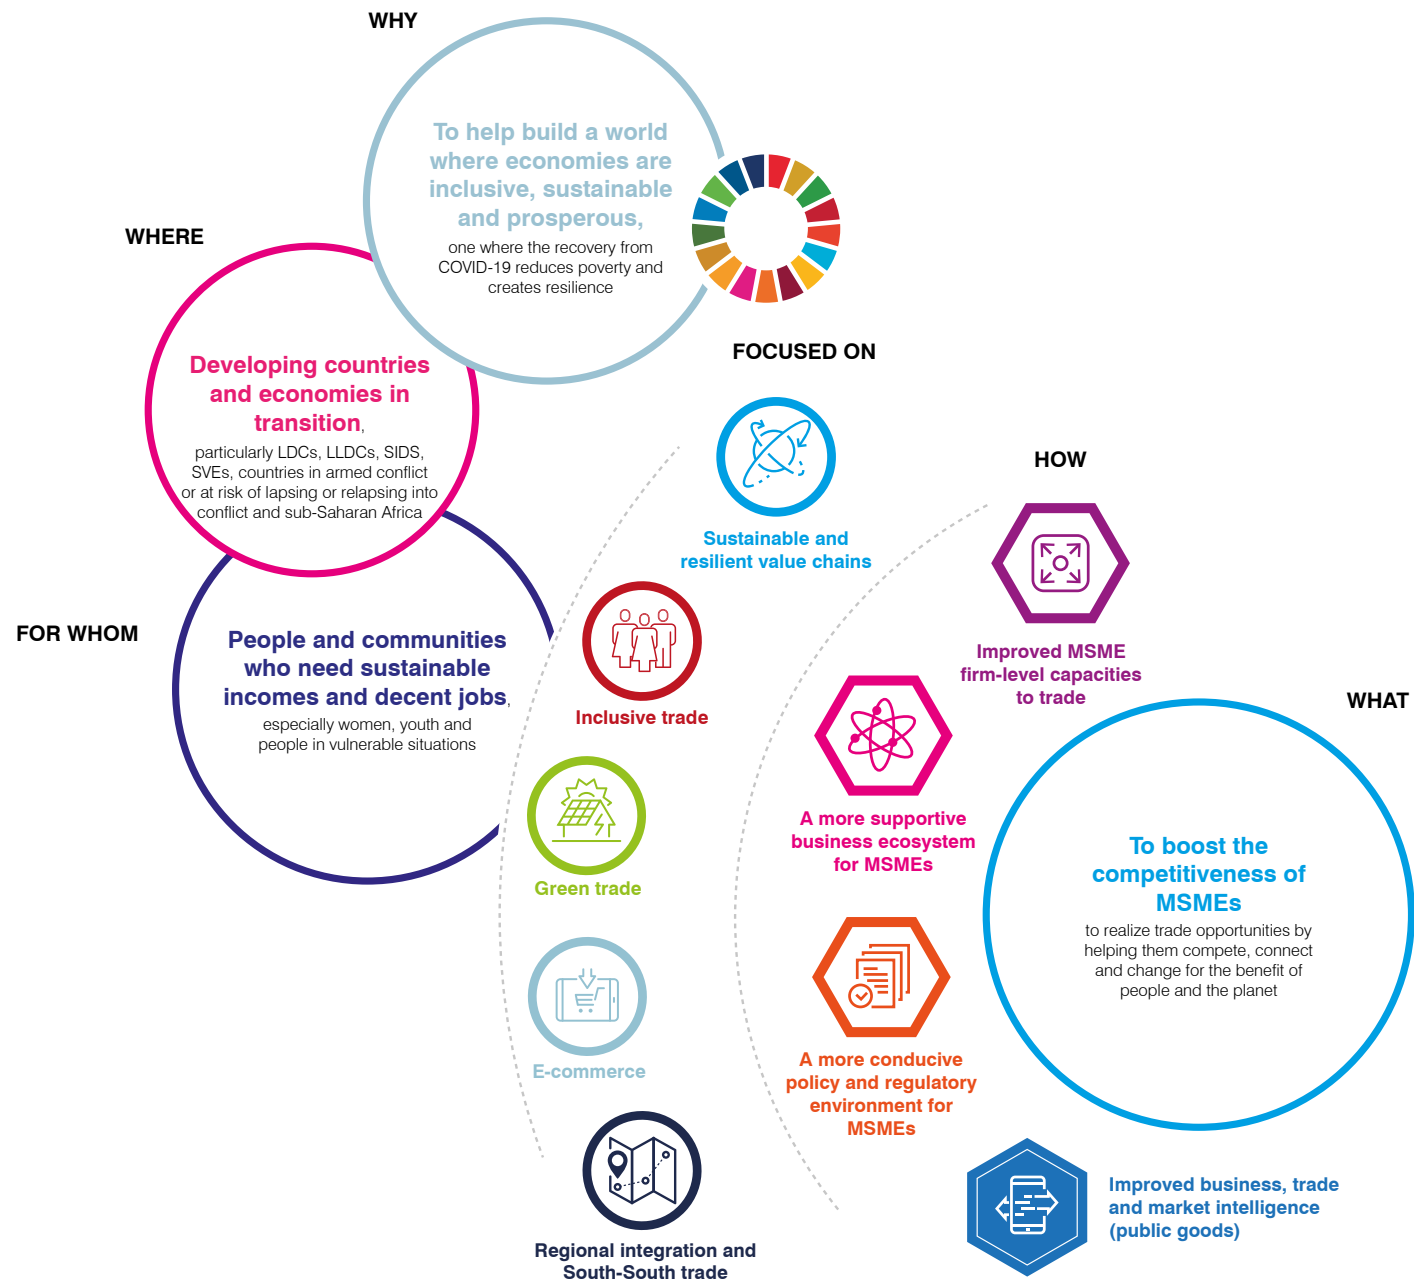 WHY
To help build a world
where economies are
inclusive, sustainable
and prosperous,
one where the recovery from
COVID-19 reduces poverty and
creates resilience
WHERE
Developing countries
and economies in
transition,
particularly LDCs, LLDCs, SIDS,
SVEs, countries in armed conflict
or at risk of lapsing or relapsing into
conflict and sub-Saharan Africa
FOR WHOM
People and communities
who need sustainable
incomes and decent jobs,
especially women, youth and
people in vulnerable situations
FOCUSED ON
Sustainable and
resilient value chains
Inclusive trade
Green trade
E-commerce
Regional integration and
South-South trade
HOW
Improved MSME
firm-level capacities
to trade
A more supportive
business ecosystem
for MSMEs
A more conducive
policy and regulatory
environment for
MSMEs
Improved business, trade
and market intelligence
(public goods)
WHAT
To boost the
competitiveness of
MSMEs
to realize trade opportunities by
helping them compete, connect
and change for the benefit of
people and the planet